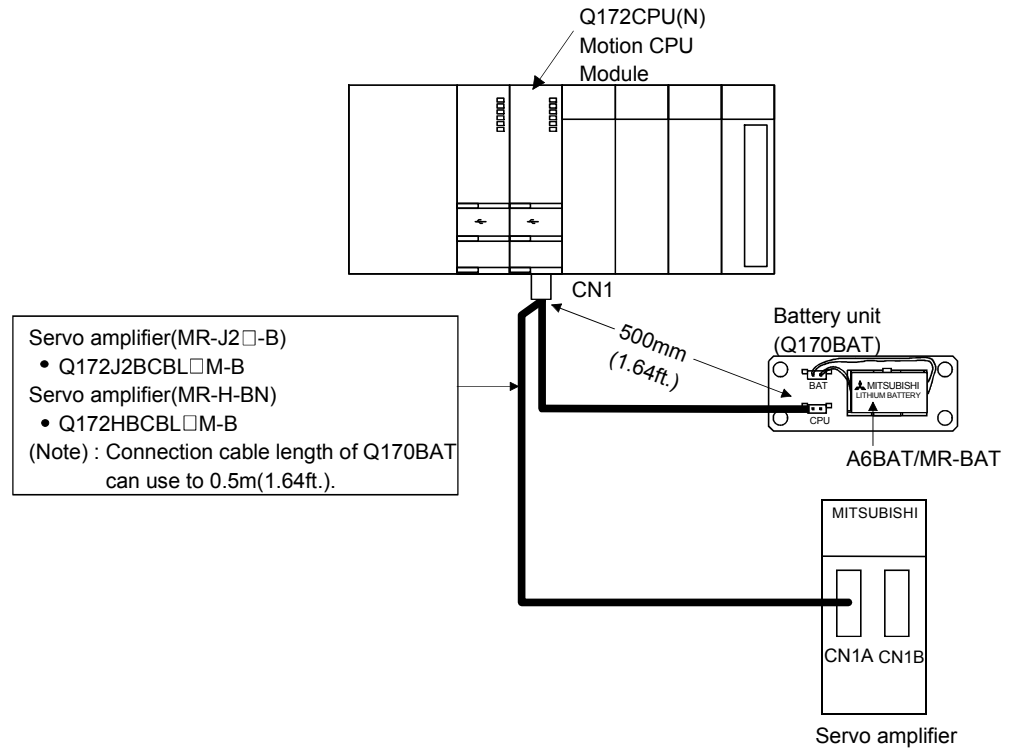 Q172CPU(N)
Motion CPU
Module
CN1
500mm
(1.64ft.)
Servo amplifier(MR-J2□-B)
• Q172J2BCBL□M-B
Servo amplifier(MR-H-BN)
• Q172HBCBL□M-B
(Note) : Connection cable length of Q170BAT
can use to 0.5m(1.64ft.).
Battery unit
(Q170BAT)
BAT
MITSUBISHI
LITHIUM BATTERY
CPU
A6BAT/MR-BAT
MITSUBISHI
CN1A CN1B
Servo amplifier